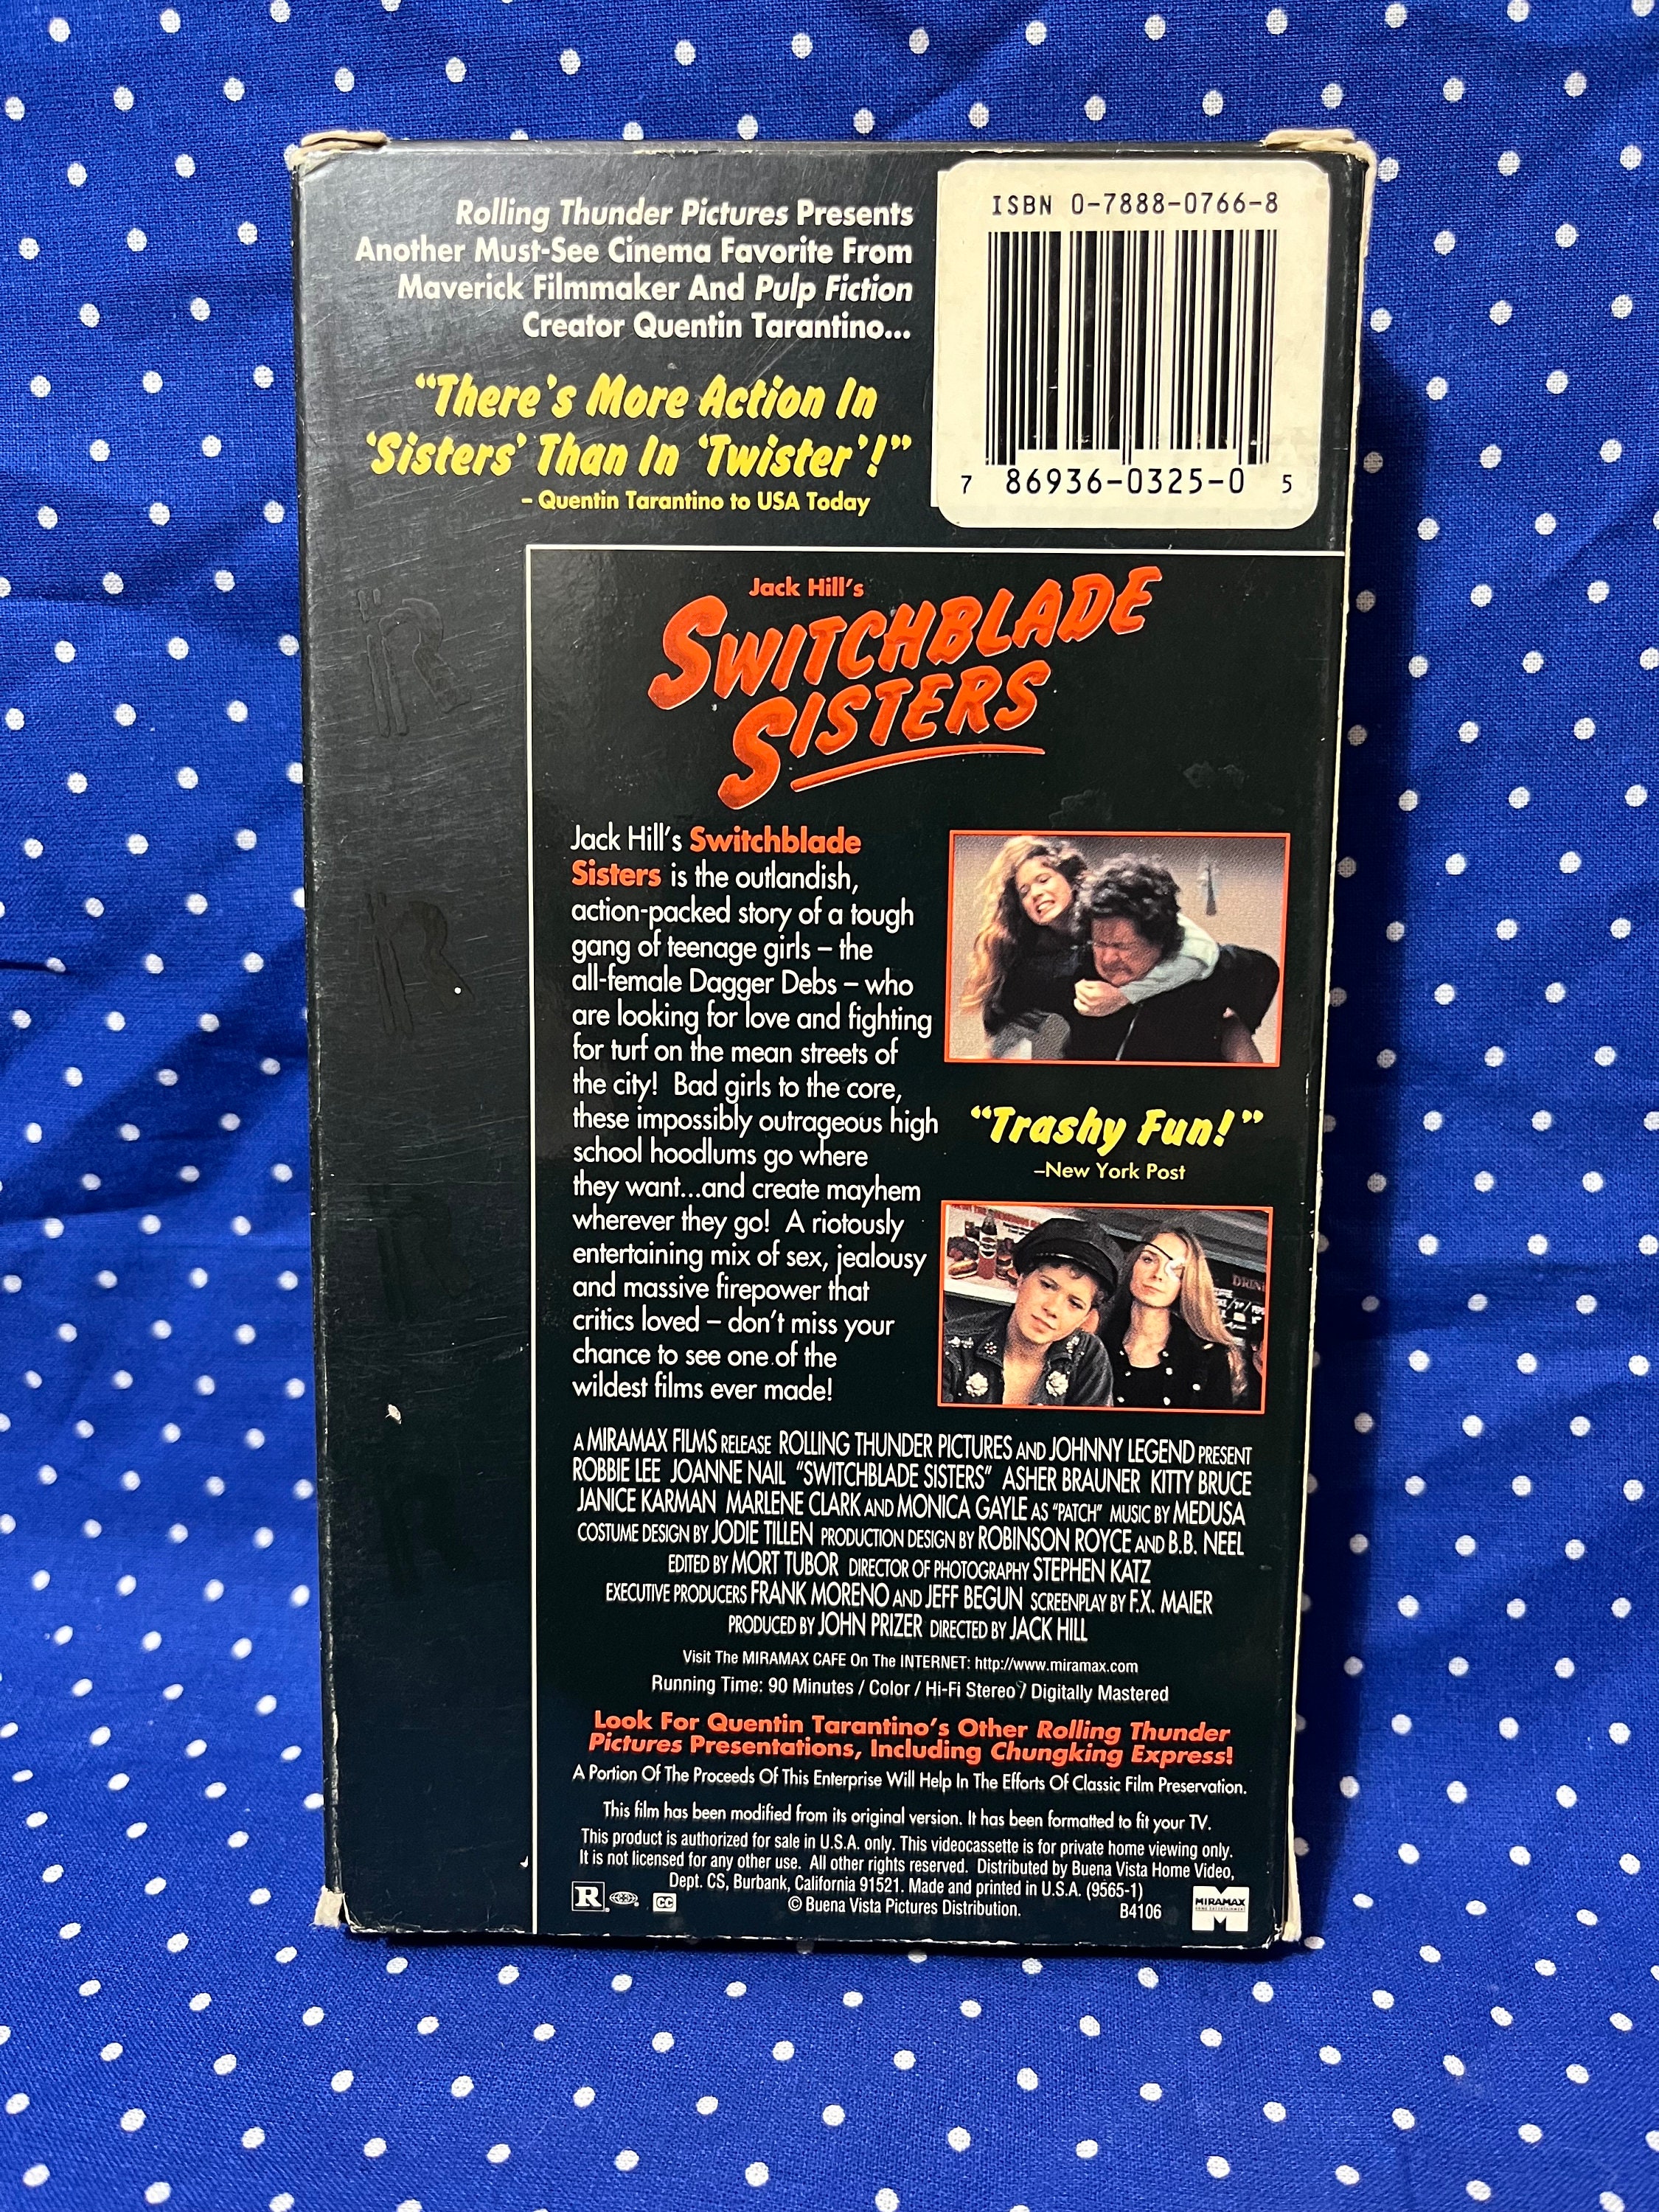 Rolling Thunder Pictures Presents
Another Must-See Cinema Favorite From
Maverick Filmmaker And Pulp Fiction
Creator Quentin Tarantino...
"There's More Action In
'Sisters' Than In 'Twister'!"
– Quentin Tarantino to USA Today
ISBN 0-7888-0766-8
7 86936-0325-0 5
Jack Hill's
SWITCHBLADE
SISTERS
Jack Hill's Switchblade
Sisters is the outlandish,
action-packed story of a tough
gang of teenage girls – the
all-female Dagger Debs – who
are looking for love and fighting
for turf on the mean streets of
the city! Bad girls to the core,
these impossibly outrageous high
school hoodlums go where
they want...and create mayhem
wherever they go! A riotously
entertaining mix of sex, jealousy
and massive firepower that
critics loved – don't miss your
chance to see one of the
wildest films ever made!
"Trashy Fun!"
–New York Post
A MIRAMAX FILMS RELEASE ROLLING THUNDER PICTURES AND JOHNNY LEGEND PRESENT
ROBBIE LEE JOANNE NAIL "SWITCHBLADE SISTERS" ASHER BRAUNER KITTY BRUCE
JANICE KARMAN MARLENE CLARK AND MONICA GAYLE AS "PATCH" MUSIC BY MEDUSA
COSTUME DESIGN BY JODIE TILLEN PRODUCTION DESIGN BY ROBINSON ROYCE AND B.B. NEEL
EDITED BY MORT TUBOR DIRECTOR OF PHOTOGRAPHY STEPHEN KATZ
EXECUTIVE PRODUCERS FRANK MORENO AND JEFF BEGUN SCREENPLAY BY F.X. MAIER
PRODUCED BY JOHN PRIZER DIRECTED BY JACK HILL
Visit The MIRAMAX CAFE On The INTERNET: http://www.miramax.com
Running Time: 90 Minutes / Color / Hi-Fi Stereo / Digitally Mastered
Look For Quentin Tarantino's Other Rolling Thunder
Pictures Presentations, Including Chungking Express!
A Portion Of The Proceeds Of This Enterprise Will Help In The Efforts Of Classic Film Preservation.
This film has been modified from its original version. It has been formatted to fit your TV.
This product is authorized for sale in U.S.A. only. This videocassette is for private home viewing only.
It is not licensed for any other use. All other rights reserved. Distributed by Buena Vista Home Video,
Dept. CS, Burbank, California 91521. Made and printed in U.S.A. (9565-1)
© Buena Vista Pictures Distribution.
B4106
R
CC
MIRAMAX